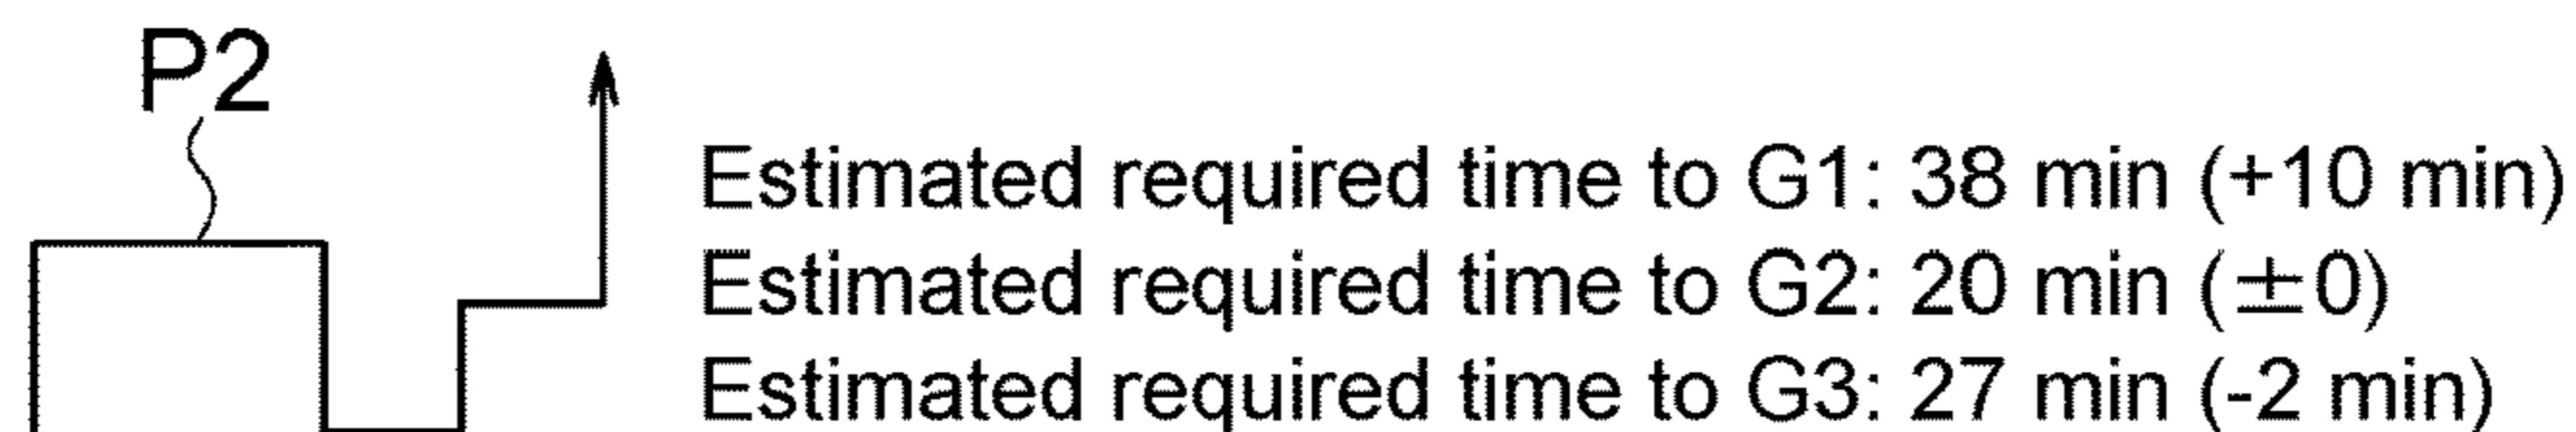 P2
Estimated required time to G1: 38 min (+10 min)
Estimated required time to G2: 20 min (±0)
Estimated required time to G3: 27 min (-2 min)